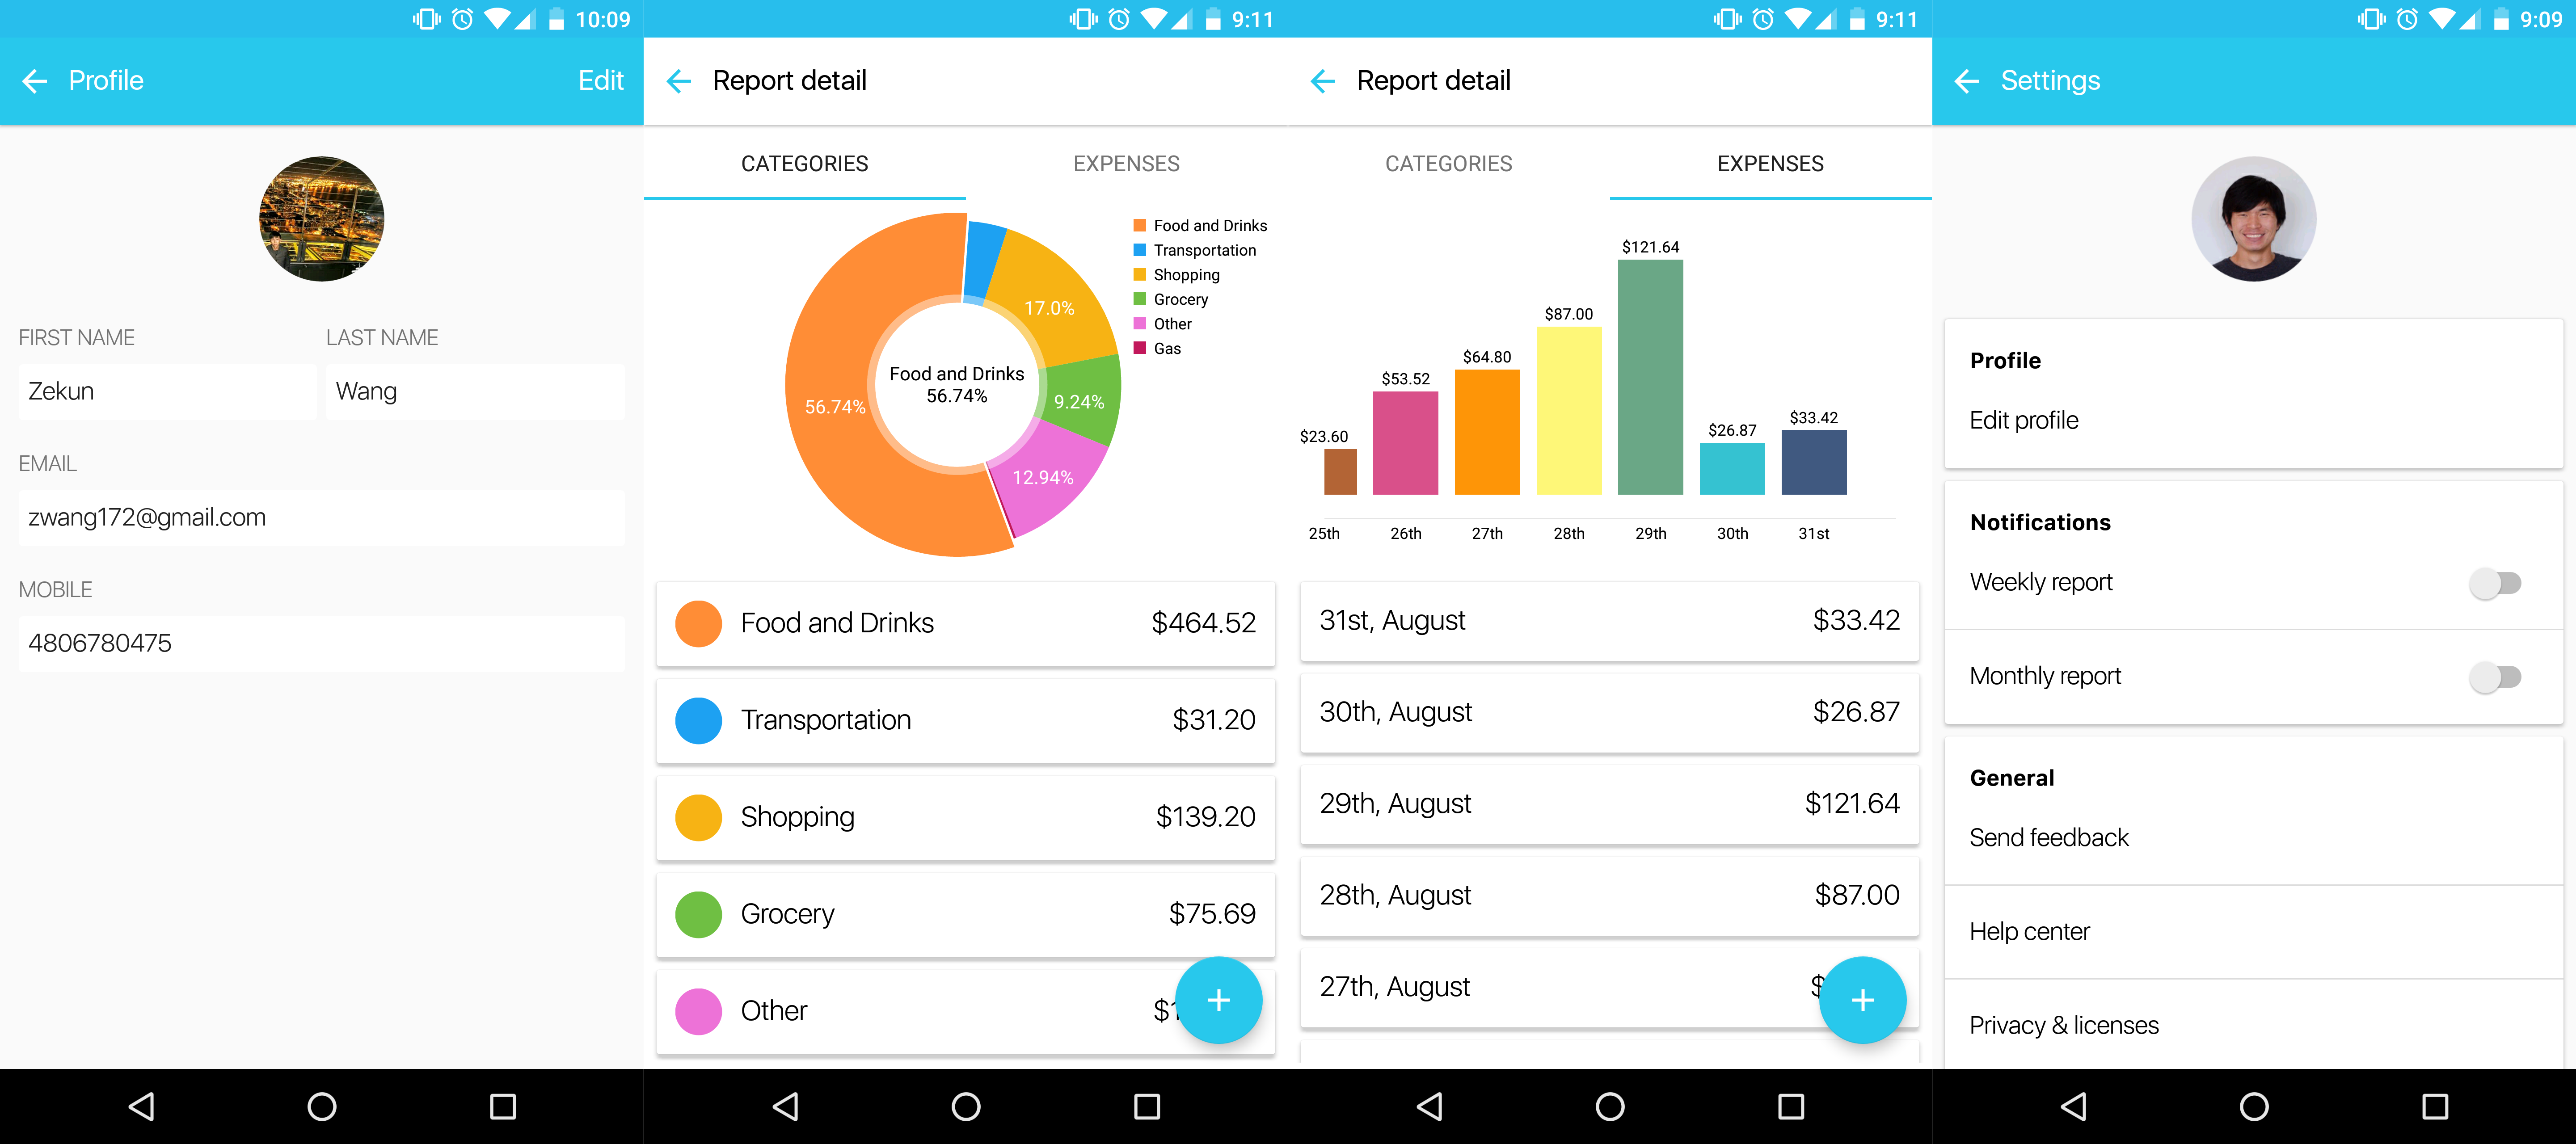 10:09
Profile
Edit
FIRST NAME
LAST NAME
Zekun
Wang
EMAIL
zwang172@gmail.com
MOBILE
4806780475
9:11
Report detail
CATEGORIES
EXPENSES
Food and Drinks
Transportation
Shopping
Grocery
Other
Gas
17.0%
9.24%
12.94%
56.74%
Food and Drinks
56.74%
Food and Drinks
$464.52
Transportation
$31.20
Shopping
$139.20
Grocery
$75.69
Other
$1
+
9:11
Report detail
CATEGORIES
EXPENSES
$121.64
$87.00
$64.80
$53.52
$23.60
$26.87
$33.42
25th
26th
27th
28th
29th
30th
31st
31st, August
$33.42
30th, August
$26.87
29th, August
$121.64
28th, August
$87.00
27th, August
$
+
9:09
Settings
Profile
Edit profile
Notifications
Weekly report
Monthly report
General
Send feedback
Help center
Privacy & licenses